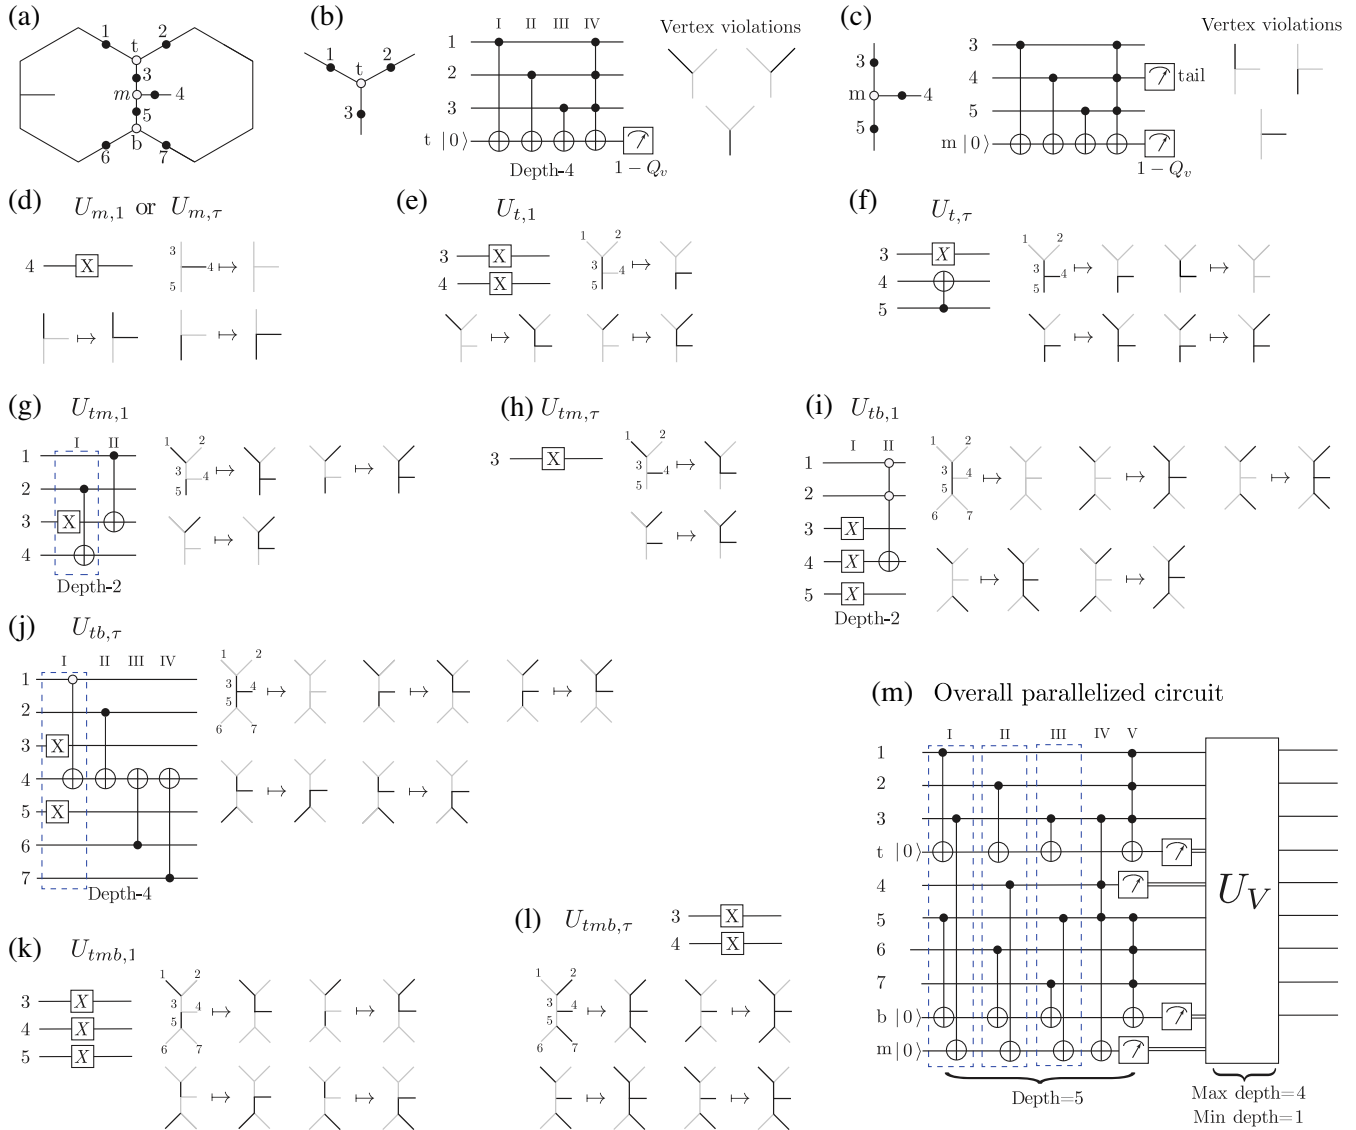 (a)
1
2
t
3
m
4
5
b
6
7
(b)
1
2
t
3
I II III IV
1
2
3
t |0⟩
Depth-4
1 − Q_v
Vertex violations
(c)
3
m
4
5
3
4
5
m |0⟩
tail
1 − Q_v
Vertex violations
(d) U_{m,1} or U_{m,τ}
4 X
3
4 ↦
5
↦ ↦
(e) U_{t,1}
3 X
4 X
1 2
3
4 ↦
5
↦ ↦
(f) U_{t,τ}
3 X
4
5
1 2
3
4 ↦ ↦
5
↦ ↦
(g) U_{tm,1}
I II
1
2
3 X
4
Depth-2
1 2
3
4 ↦ ↦
5
↦
(h) U_{tm,τ}
3 X
1 2
3
4 ↦
5
↦
(i) U_{tb,1}
I II
1
2
3 X
4 X
5 X
Depth-2
1 2
3
4 ↦ ↦ ↦
5
6 7
↦ ↦
(j) U_{tb,τ}
I II III IV
1
2
3 X
4
5 X
6
7
Depth-4
1 2
3
4 ↦ ↦ ↦
5
6 7
↦ ↦
(k) U_{tmb,1}
3 X
4 X
5 X
1 2
3
4 ↦ ↦
5
6 7
↦ ↦
(l) U_{tmb,τ}
3 X
4 X
1 2
3
4 ↦ ↦
5
6 7
↦ ↦
(m) Overall parallelized circuit
I II III IV V
1
2
3
t |0⟩
4
5
6
7
b |0⟩
m |0⟩
U_V
Depth=5
Max depth=4
Min depth=1